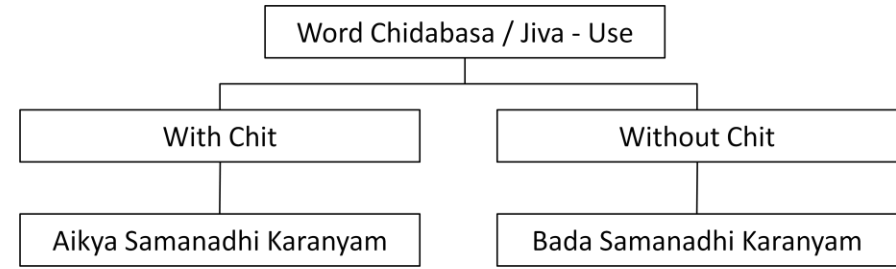 Word Chidabasa / Jiva - Use
With Chit
Without Chit
Aikya Samanadhi Karanyam
Bada Samanadhi Karanyam